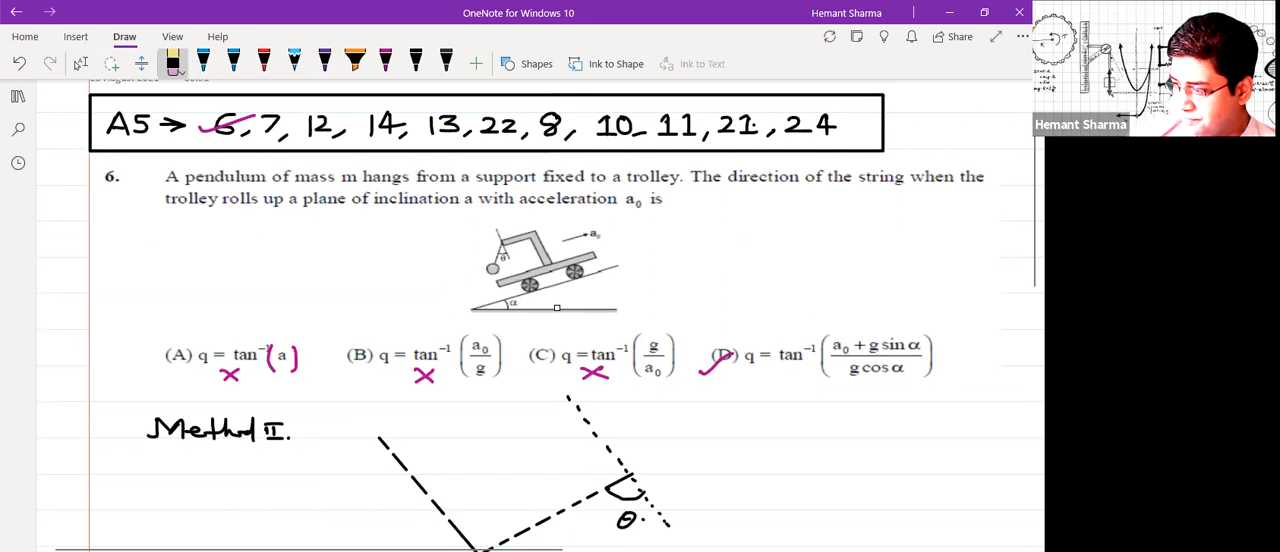 OneNote for Windows 10
Hemant Sharma
Home Insert Draw View Help
Share
Shapes Ink to Shape Ink to Text
A5 → 6, 7, 12, 14, 13, 22, 8, 10, 11, 21, 24
Hemant Sharma
6. A pendulum of mass m hangs from a support fixed to a trolley. The direction of the string when the
trolley rolls up a plane of inclination a with acceleration a₀ is
a₀
θ
α
(A) q = tan⁻¹(a) (B) q = tan⁻¹(a₀/g) (C) q = tan⁻¹(g/a₀) (D) q = tan⁻¹((a₀ + g sin α)/(g cos α))
Method II.
θ.